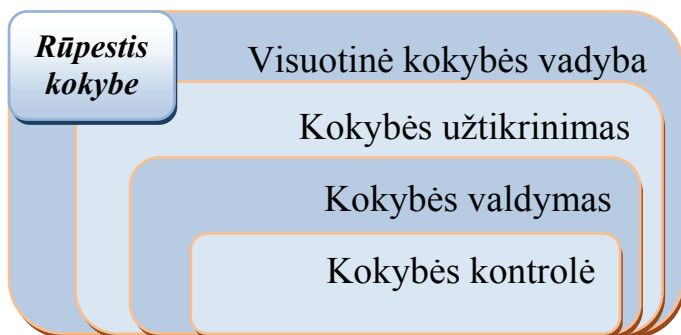 Rūpestis
kokybe
Visuotinė kokybės vadyba
Kokybės užtikrinimas
Kokybės valdymas
Kokybės kontrolė